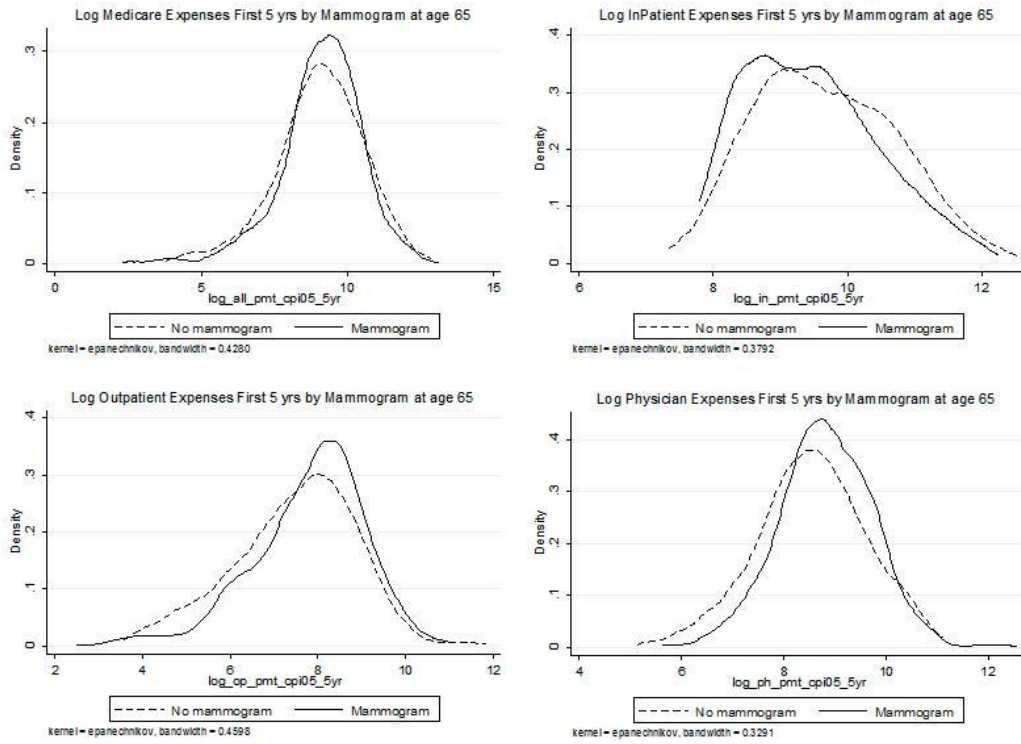 Log Medicare Expenses First 5 yrs by Mammogram at age 65
Density
.3
.2
.1
0
0 5 10 15
log_all_pmt_cpi05_5yr
No mammogram Mammogram
kernel = epanechnikov, bandwidth = 0.4280
Log InPatient Expenses First 5 yrs by Mammogram at age 65
Density
.4
.3
.2
.1
0
6 8 10 12
log_in_pmt_cpi05_5yr
No mammogram Mammogram
kernel = epanechnikov, bandwidth = 0.3792
Log Outpatient Expenses First 5 yrs by Mammogram at age 65
Density
.4
.3
.2
.1
0
2 4 6 8 10 12
log_op_pmt_cpi05_5yr
No mammogram Mammogram
kernel = epanechnikov, bandwidth = 0.4598
Log Physician Expenses First 5 yrs by Mammogram at age 65
Density
.4
.3
.2
.1
0
4 6 8 10 12
log_ph_pmt_cpi05_5yr
No mammogram Mammogram
kernel = epanechnikov, bandwidth = 0.3291